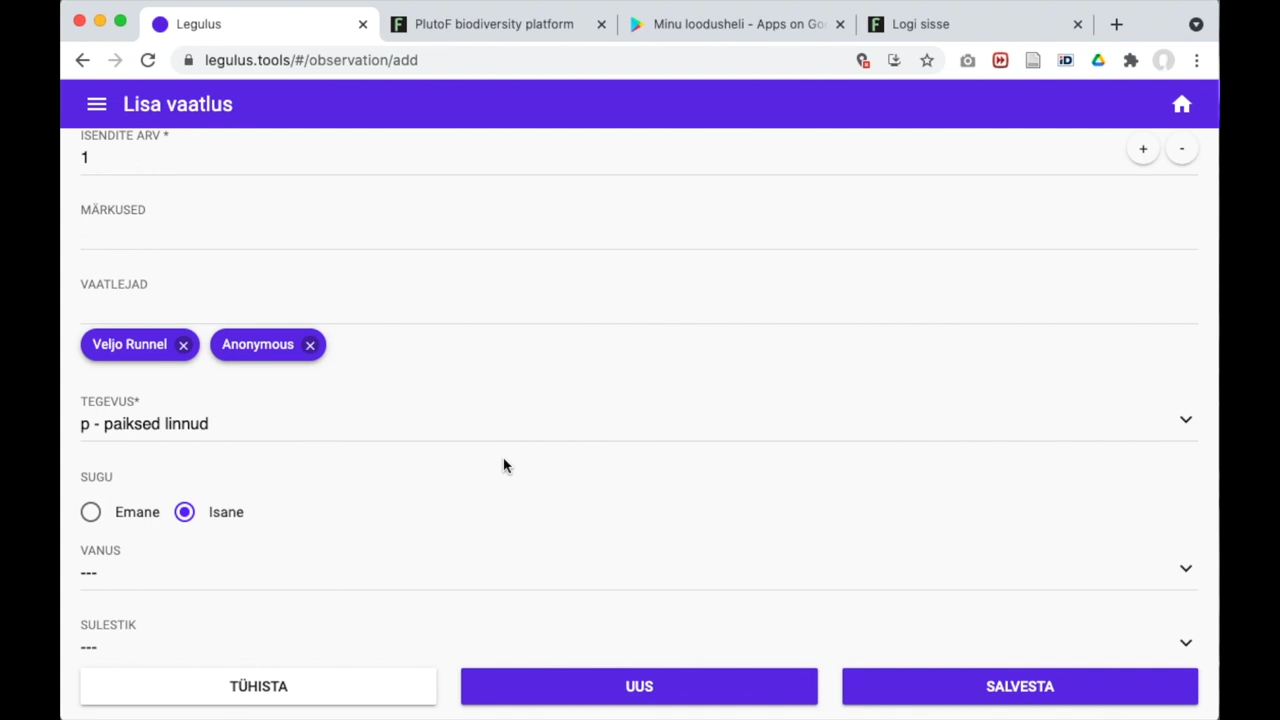 Legulus
PlutoF biodiversity platform
Minu loodusheli - Apps on Go
Logi sisse
legulus.tools/#/observation/add
Lisa vaatlus
ISENDITE ARV *
1
+
-
MÄRKUSED
VAATLEJAD
Veljo Runnel
Anonymous
TEGEVUS*
p - paiksed linnud
SUGU
Emane
Isane
VANUS
---
SULESTIK
---
TÜHISTA
UUS
SALVESTA